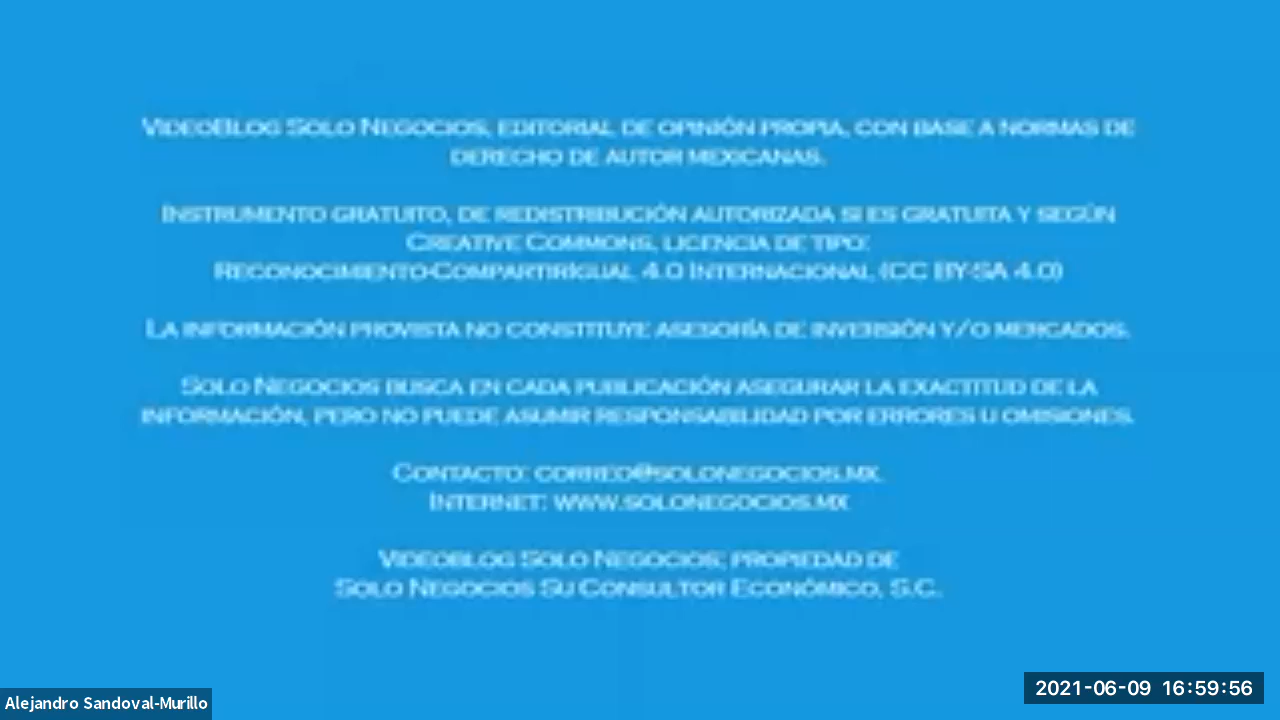 VideoBlog Solo Negocios, editorial de opinión propia, con base a normas de
derecho de autor mexicanas.
Instrumento gratuito, de redistribución autorizada si es gratuita y según
Creative Commons, licencia de tipo:
Reconocimiento-CompartirIgual 4.0 Internacional (CC BY-SA 4.0)
La información provista no constituye asesoría de inversión y/o mercados.
Solo Negocios busca en cada publicación asegurar la exactitud de la
información, pero no puede asumir responsabilidad por errores u omisiones.
Contacto: correo@solonegocios.mx.
Internet: www.solonegocios.mx
Videoblog Solo Negocios; propiedad de
Solo Negocios Su Consultor Económico, S.C.
Alejandro Sandoval-Murillo
2021-06-09 16:59:56